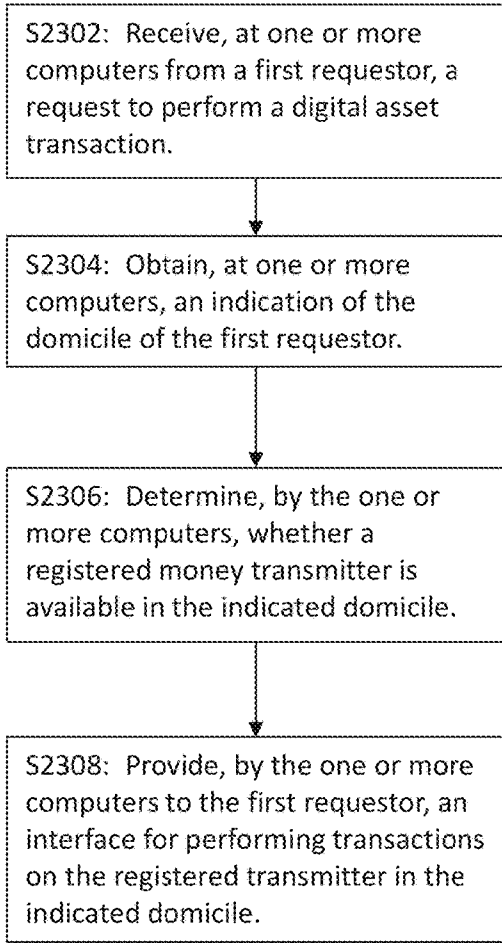 S2302: Receive, at one or more
computers from a first requestor, a
request to perform a digital asset
transaction.
S2304: Obtain, at one or more
computers, an indication of the
domicile of the first requestor.
S2306: Determine, by the one or
more computers, whether a
registered money transmitter is
available in the indicated domicile.
S2308: Provide, by the one or more
computers to the first requestor, an
interface for performing transactions
on the registered transmitter in the
indicated domicile.